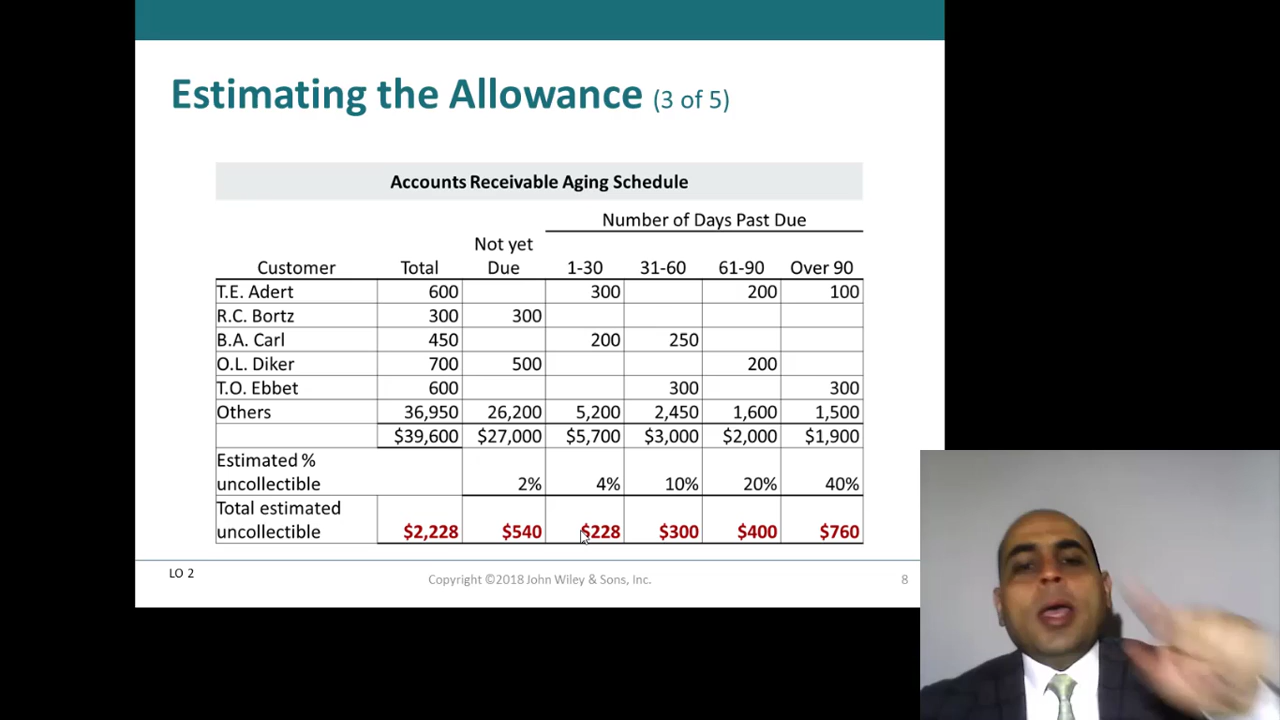 Estimating the Allowance (3 of 5)
Accounts Receivable Aging Schedule
Number of Days Past Due
Not yet
Customer Total Due 1-30 31-60 61-90 Over 90
T.E. Adert 600 300 200 100
R.C. Bortz 300 300
B.A. Carl 450 200 250
O.L. Diker 700 500 200
T.O. Ebbet 600 300 300
Others 36,950 26,200 5,200 2,450 1,600 1,500
$39,600 $27,000 $5,700 $3,000 $2,000 $1,900
Estimated %
uncollectible 2% 4% 10% 20% 40%
Total estimated
uncollectible $2,228 $540 $228 $300 $400 $760
LO 2 Copyright ©2018 John Wiley & Sons, Inc. 8